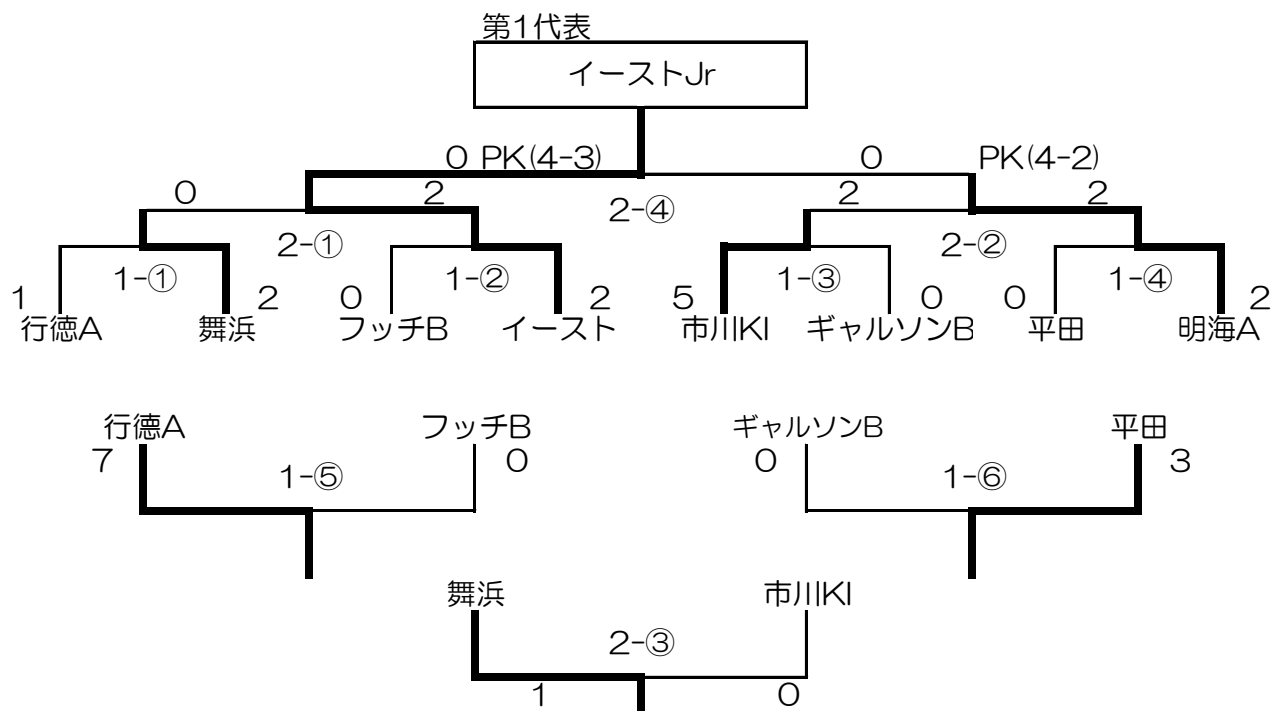 第1代表
イーストJr
0 PK(4-3) 0 PK(4-2)
0 2 2 2
2-④
2-① 2-②
1-① 1-② 1-③ 1-④
1 2 0 2 5 0 0 2
行徳A 舞浜 フッチB イースト 市川KI ギャルソンB 平田 明海A
行徳A フッチB ギャルソンB 平田
7 0 0 3
1-⑤ 1-⑥
舞浜 市川KI
2-③
1 0